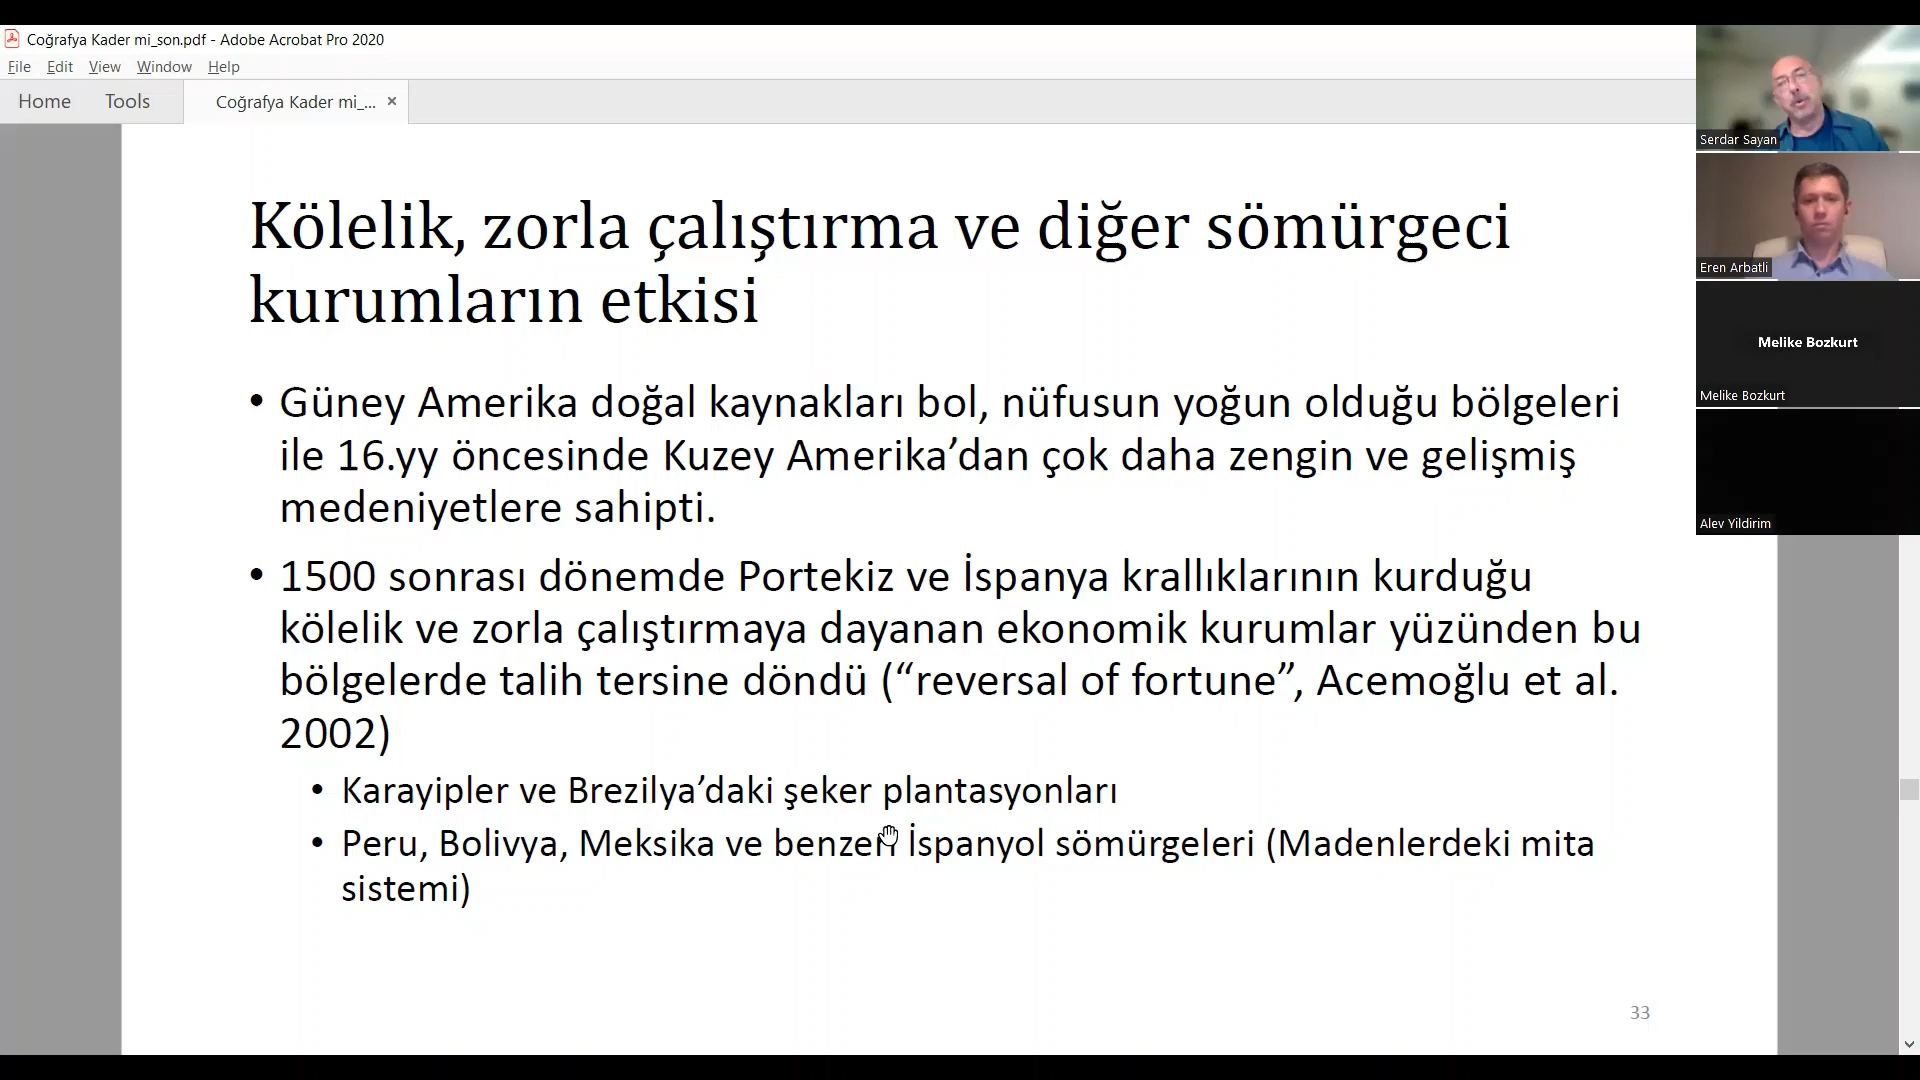 Coğrafya Kader mi_son.pdf - Adobe Acrobat Pro 2020
File Edit View Window Help
Home Tools Coğrafya Kader mi_... ×
Kölelik, zorla çalıştırma ve diğer sömürgeci
kurumların etkisi
• Güney Amerika doğal kaynakları bol, nüfusun yoğun olduğu bölgeleri
ile 16.yy öncesinde Kuzey Amerika’dan çok daha zengin ve gelişmiş
medeniyetlere sahipti.
• 1500 sonrası dönemde Portekiz ve İspanya krallıklarının kurduğu
kölelik ve zorla çalıştırmaya dayanan ekonomik kurumlar yüzünden bu
bölgelerde talih tersine döndü (“reversal of fortune”, Acemoğlu et al.
2002)
• Karayipler ve Brezilya’daki şeker plantasyonları
• Peru, Bolivya, Meksika ve benzeri İspanyol sömürgeleri (Madenlerdeki mita
sistemi)
33
Serdar Sayan
Eren Arbatli
Melike Bozkurt
Melike Bozkurt
Alev Yildirim